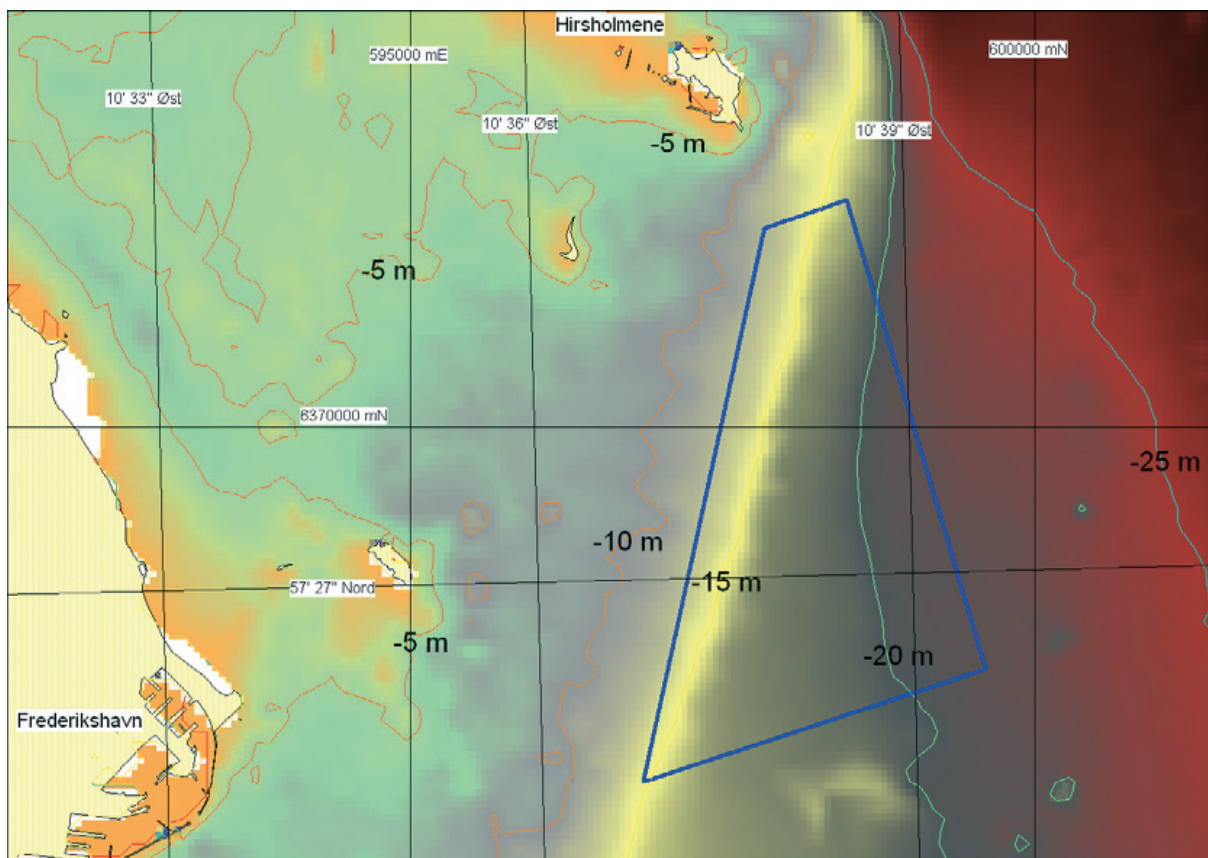 Hirsholmene
595000 mE
600000 mN
10' 33'' Øst
10' 36'' Øst
10' 39'' Øst
-5 m
-5 m
6370000 mN
-25 m
-10 m
57' 27'' Nord
-15 m
-5 m
-20 m
Frederikshavn